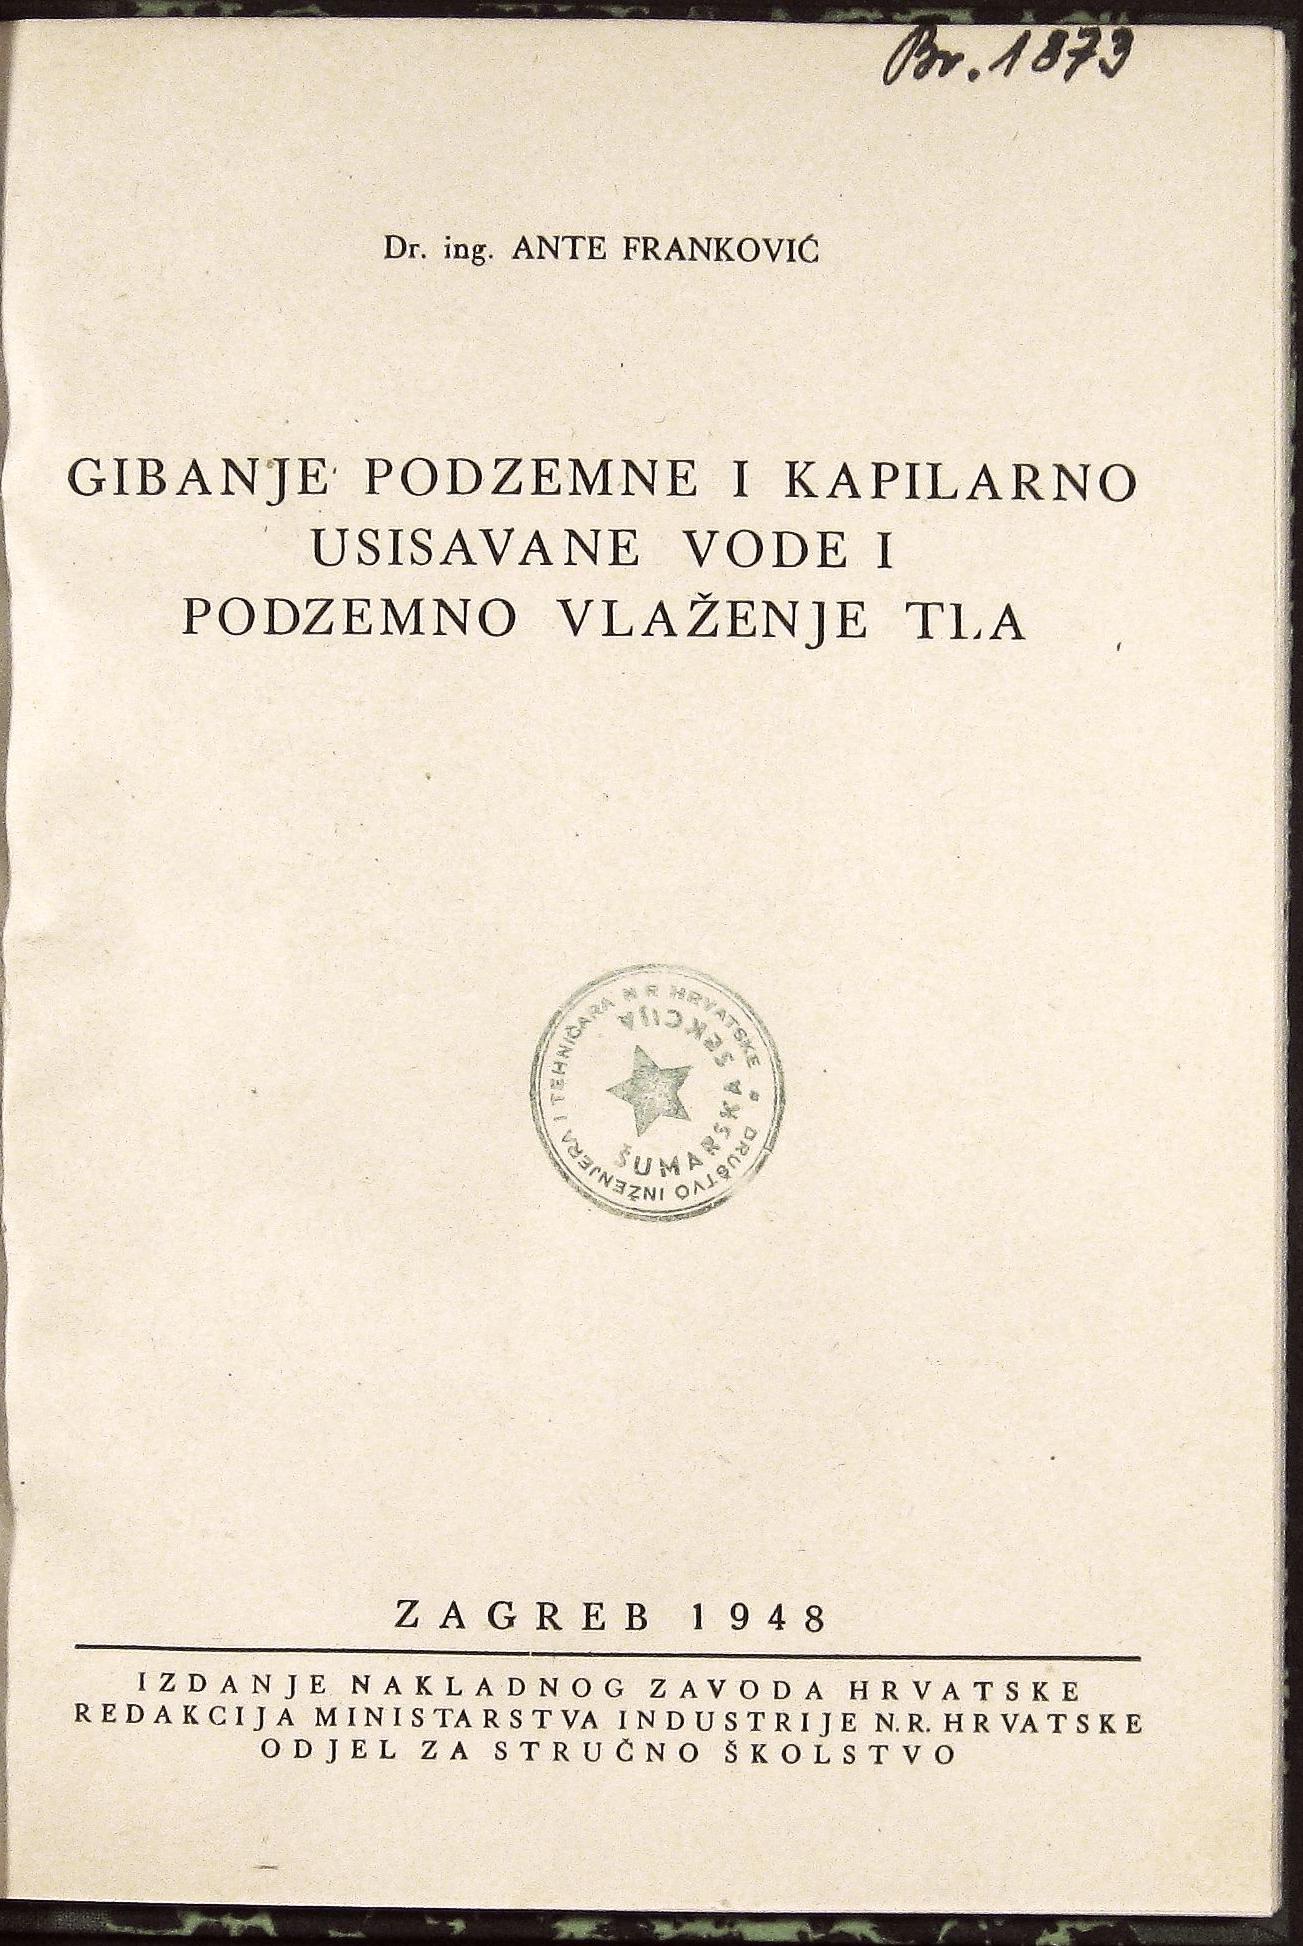 Br. 1873
Dr. ing. ANTE FRANKOVIĆ
GIBANJE PODZEMNE I KAPILARNO
USISAVANE VODE I
PODZEMNO VLAŽENJE TLA
DRUŠTVO INŽENJERA I TEHNIČARA N R HRVATSKE
ŠUMARSKA SEKCIJA
ZAGREB 1948
IZDANJE NAKLADNOG ZAVODA HRVATSKE
REDAKCIJA MINISTARSTVA INDUSTRIJE N.R. HRVATSKE
ODJEL ZA STRUČNO ŠKOLSTVO